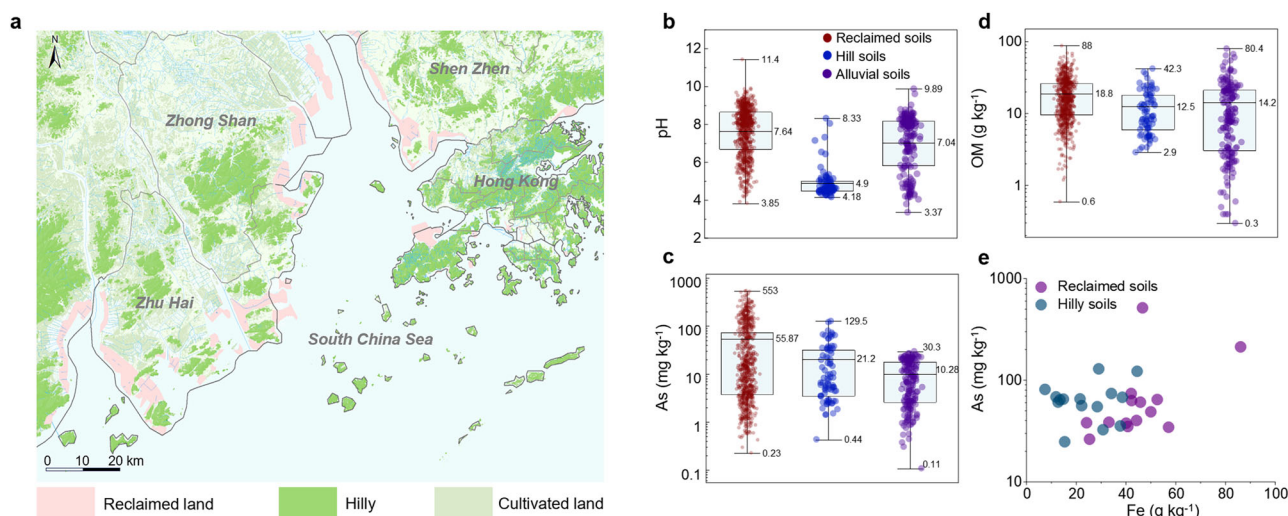 a
N
Shen Zhen
Zhong Shan
Hong Kong
Zhu Hai
South China Sea
0 10 20 km
Reclaimed land
Hilly
Cultivated land
b
pH
12
10
8
6
4
2
Reclaimed soils
Hill soils
Alluvial soils
11.4
7.64
3.85
8.33
4.9
4.18
9.89
7.04
3.37
c
As (mg kg⁻¹)
1000
100
10
1
0.1
553
55.87
0.23
129.5
21.2
0.44
30.3
10.28
0.11
d
OM (g kg⁻¹)
100
10
1
88
18.8
0.6
42.3
12.5
2.9
80.4
14.2
0.3
e
As (mg kg⁻¹)
1000
100
10
Reclaimed soils
Hilly soils
0 20 40 60 80 100
Fe (g kg⁻¹)